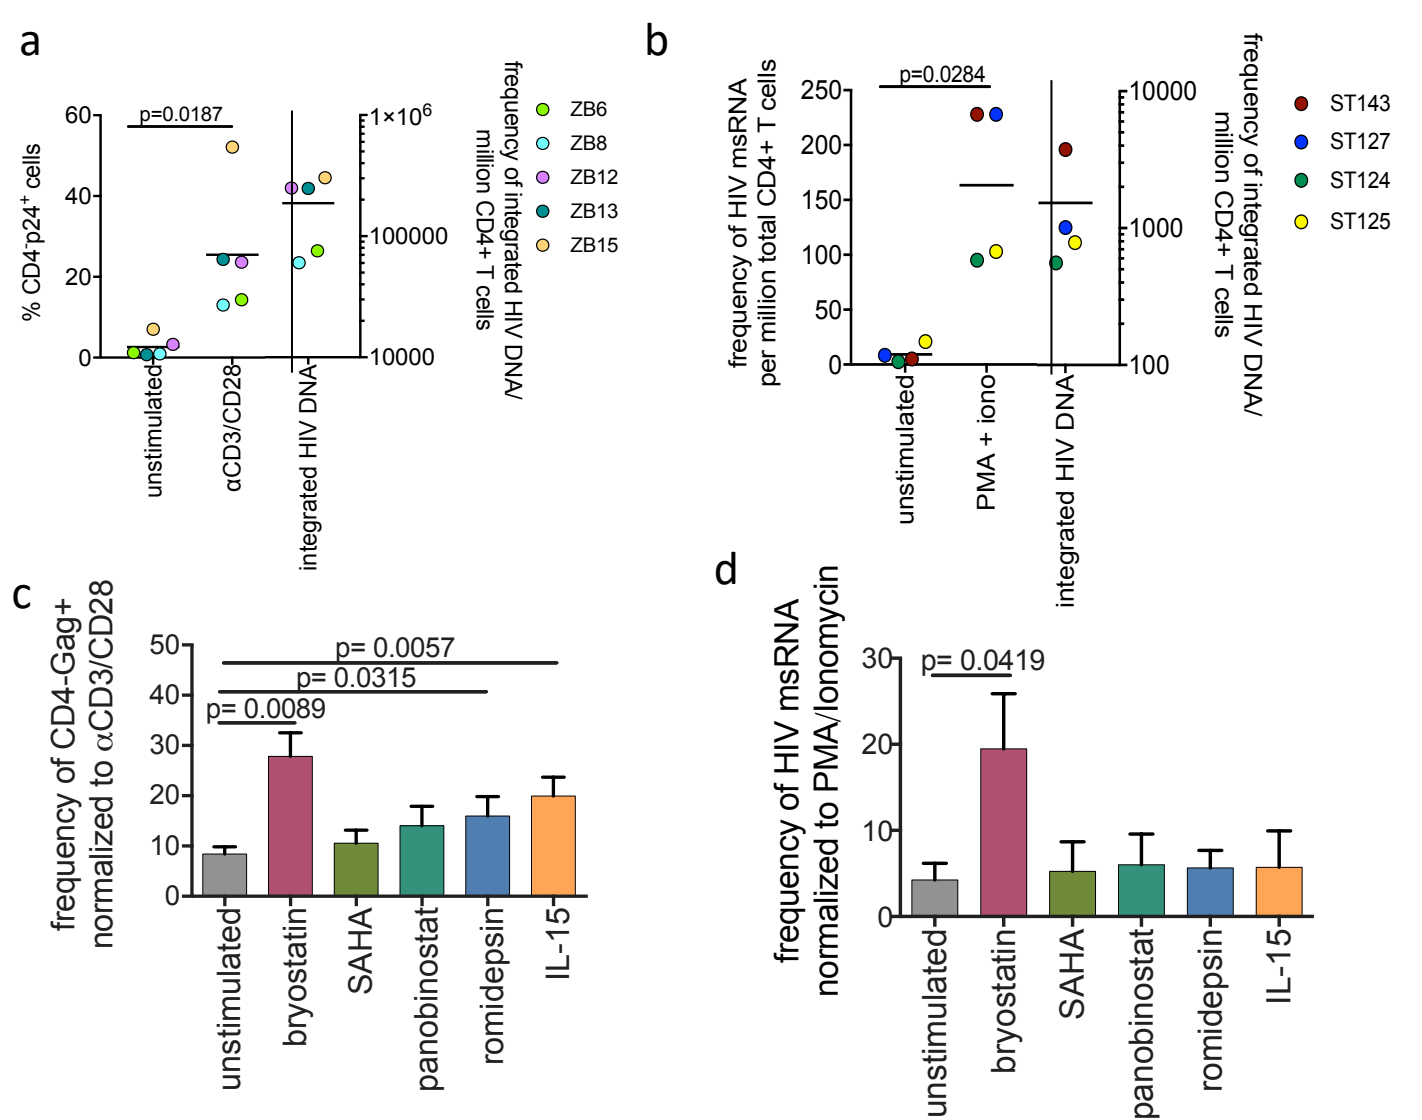 a
% CD4-p24+ cells
60
40
20
0
p=0.0187
1×10⁶
100000
10000
frequency of integrated HIV DNA/
million CD4+ T cells
unstimulated
αCD3/CD28
integrated HIV DNA
ZB6
ZB8
ZB12
ZB13
ZB15
b
frequency of HIV msRNA
per million total CD4+ T cells
250
200
150
100
50
0
p=0.0284
10000
1000
100
frequency of integrated HIV DNA/
million CD4+ T cells
unstimulated
PMA + iono
integrated HIV DNA
ST143
ST127
ST124
ST125
c
frequency of CD4-Gag+
normalized to αCD3/CD28
50
40
30
20
10
0
p= 0.0057
p= 0.0315
p= 0.0089
unstimulated
bryostatin
SAHA
panobinostat
romidepsin
IL-15
d
frequency of HIV msRNA
normalized to PMA/Ionomycin
30
20
10
0
p= 0.0419
unstimulated
bryostatin
SAHA
panobinostat
romidepsin
IL-15